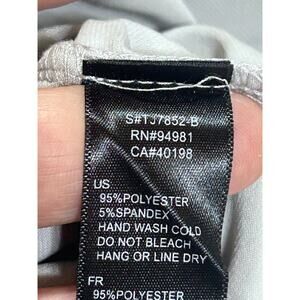 S#TJ7852-B
RN#94981
CA#40198
US
95%POLYESTER
5%SPANDEX
HAND WASH COLD
DO NOT BLEACH
HANG OR LINE DRY
FR
95%POLYESTER